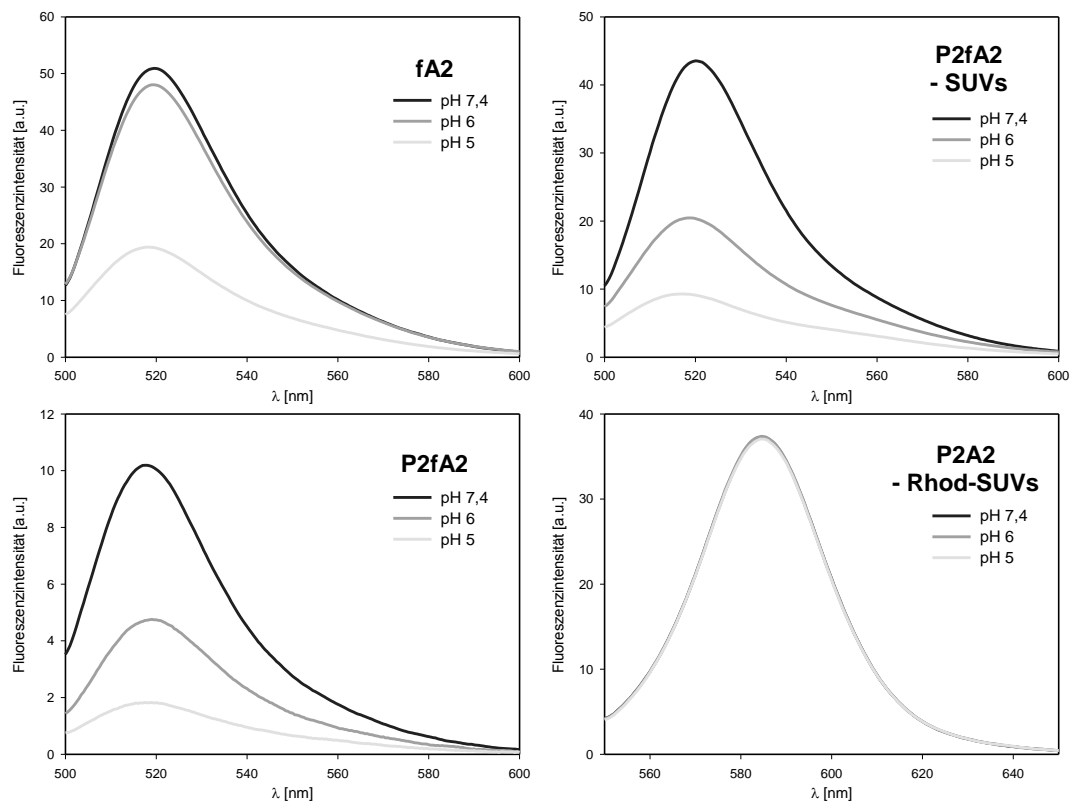 60
50
40
30
20
10
0
Fluoreszenzintensität [a.u.]
fA2
pH 7,4
pH 6
pH 5
500 520 540 560 580 600
λ [nm]
50
40
30
20
10
0
Fluoreszenzintensität [a.u.]
P2fA2
- SUVs
pH 7,4
pH 6
pH 5
500 520 540 560 580 600
λ [nm]
12
10
8
6
4
2
0
Fluoreszenzintensität [a.u.]
P2fA2
pH 7,4
pH 6
pH 5
500 520 540 560 580 600
λ [nm]
40
30
20
10
0
Fluoreszenzintensität [a.u.]
P2A2
- Rhod-SUVs
pH 7,4
pH 6
pH 5
560 580 600 620 640
λ [nm]